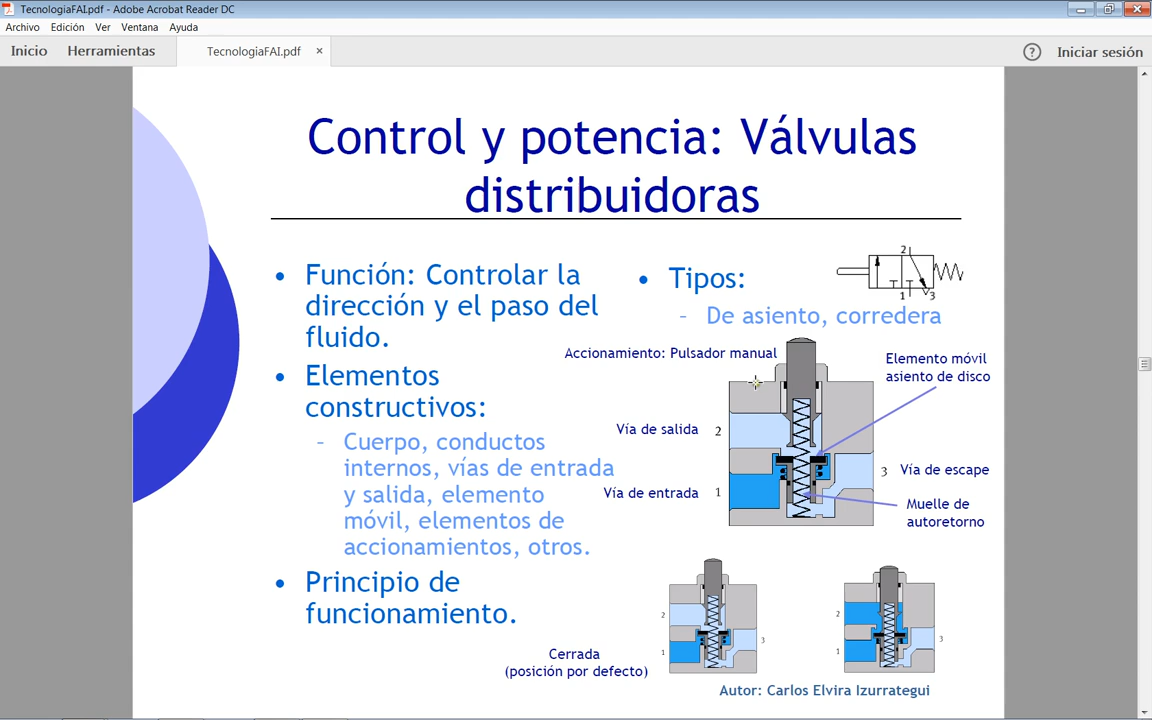 TecnologiaFAI.pdf - Adobe Acrobat Reader DC
Archivo Edición Ver Ventana Ayuda
Inicio Herramientas TecnologiaFAI.pdf × ? Iniciar sesión
Control y potencia: Válvulas
distribuidoras
• Función: Controlar la
dirección y el paso del
fluido.
• Elementos
constructivos:
– Cuerpo, conductos
internos, vías de entrada
y salida, elemento
móvil, elementos de
accionamientos, otros.
• Principio de
funcionamiento.
• Tipos:
– De asiento, corredera
2
1 3
Accionamiento: Pulsador manual
Elemento móvil
asiento de disco
Vía de salida 2
3 Vía de escape
Vía de entrada 1
Muelle de
autoretorno
2
1
3
2
1
3
Cerrada
(posición por defecto)
Autor: Carlos Elvira Izurrategui